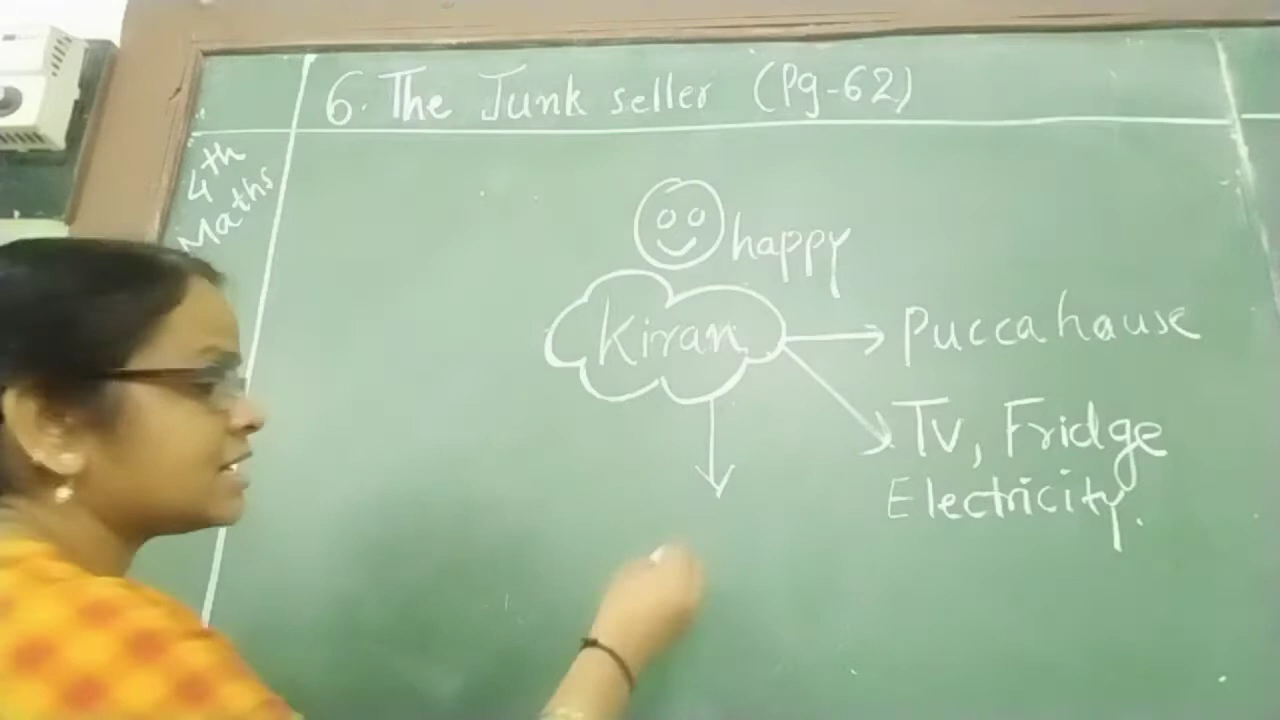 6. The Junk seller (Pg-62)
4th
Maths
happy
Kiran
Pucca hause
Tv, Fridge
Electricity.